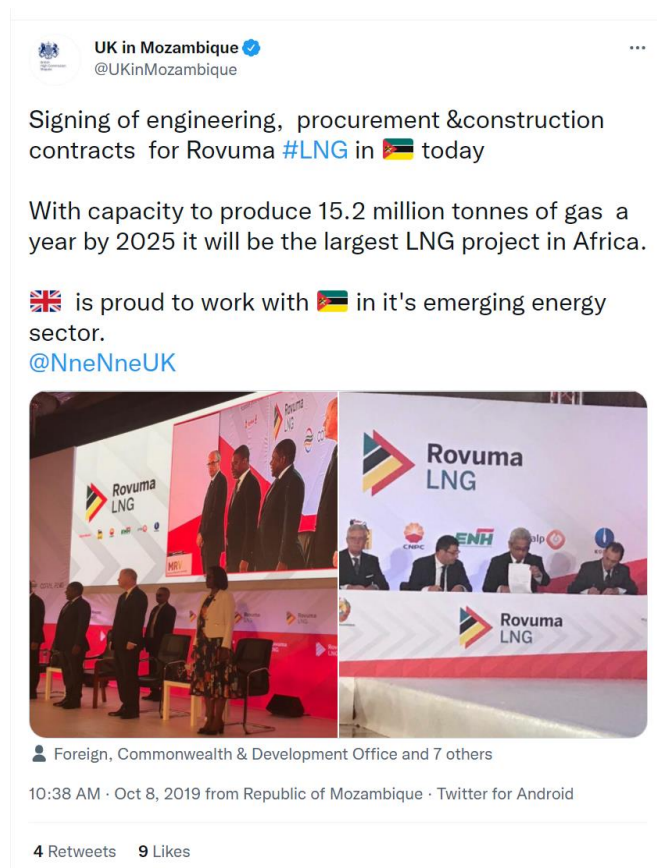 UK in Mozambique
@UKinMozambique
Signing of engineering, procurement &construction
contracts for Rovuma #LNG in 🇲🇿 today
With capacity to produce 15.2 million tonnes of gas a
year by 2025 it will be the largest LNG project in Africa.
🇬🇧 is proud to work with 🇲🇿 in it's emerging energy
sector.
@NneNneUK
Rovuma
LNG
Rovuma
LNG
MRV
Rovuma
LNG
CNPC
ENH
alp
Rovuma
LNG
Foreign, Commonwealth & Development Office and 7 others
10:38 AM · Oct 8, 2019 from Republic of Mozambique · Twitter for Android
4 Retweets 9 Likes